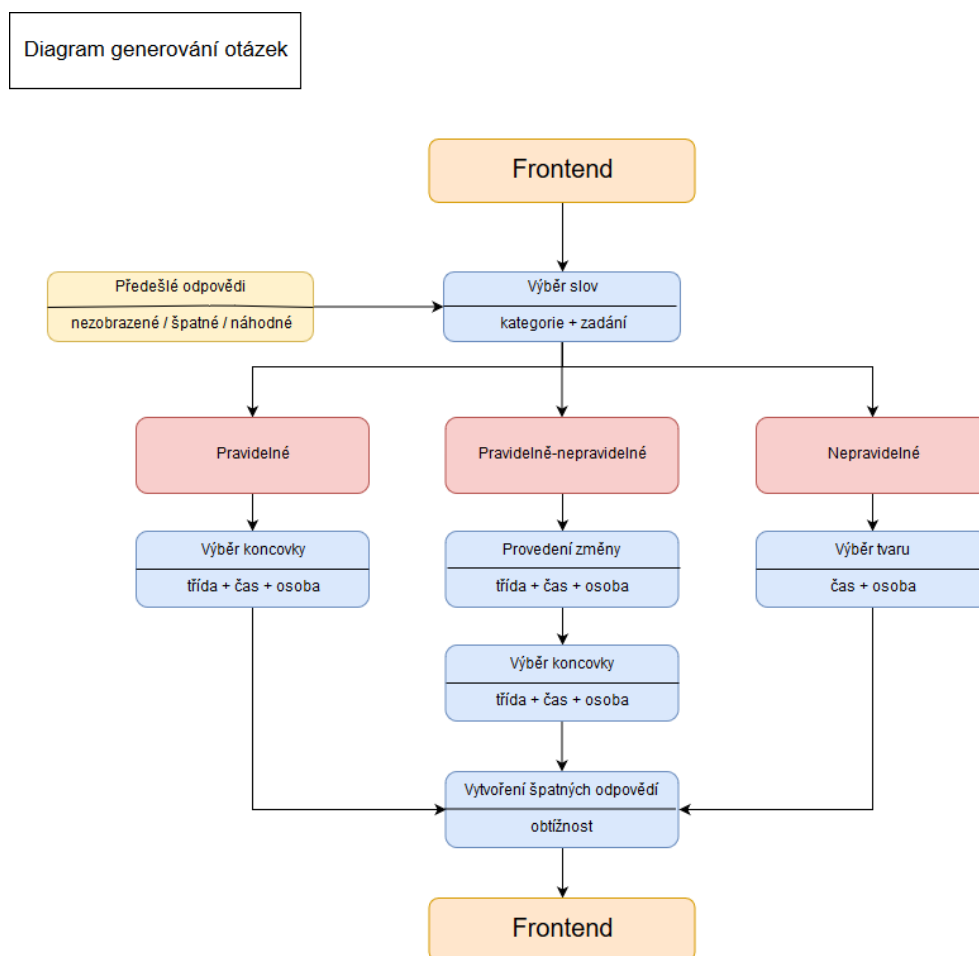 Diagram generování otázek
Frontend
Předešlé odpovědi
nezobrazené / špatné / náhodné
Výběr slov
kategorie + zadání
Pravidelné
Pravidelně-nepravidelné
Nepravidelné
Výběr koncovky
třída + čas + osoba
Provedení změny
třída + čas + osoba
Výběr tvaru
čas + osoba
Výběr koncovky
třída + čas + osoba
Vytvoření špatných odpovědí
obtížnost
Frontend